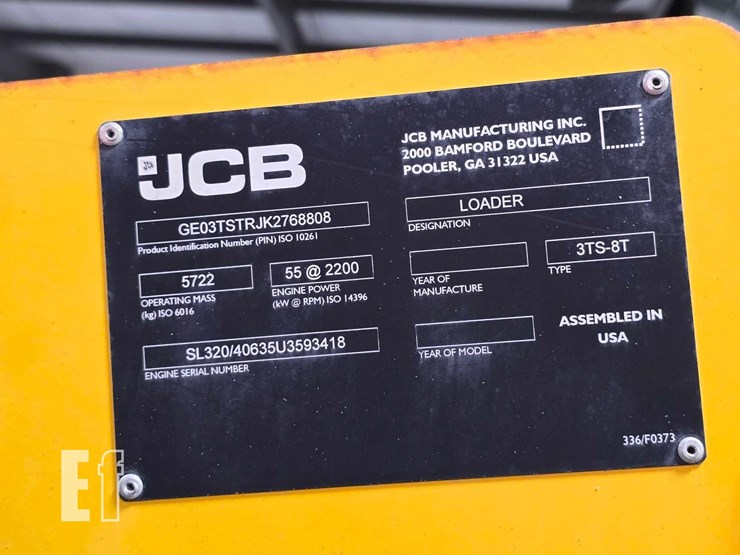 JCB
JCB MANUFACTURING INC.
2000 BAMFORD BOULEVARD
POOLER, GA 31322 USA
GE03TSTRJK2768808
Product Identification Number (PIN) ISO 10261
LOADER
DESIGNATION
5722
OPERATING MASS
(kg) ISO 6016
55 @ 2200
ENGINE POWER
(kW @ RPM) ISO 14396
YEAR OF
MANUFACTURE
3TS-8T
TYPE
SL320/40635U3593418
ENGINE SERIAL NUMBER
YEAR OF MODEL
ASSEMBLED IN
USA
336/F0373
Ef